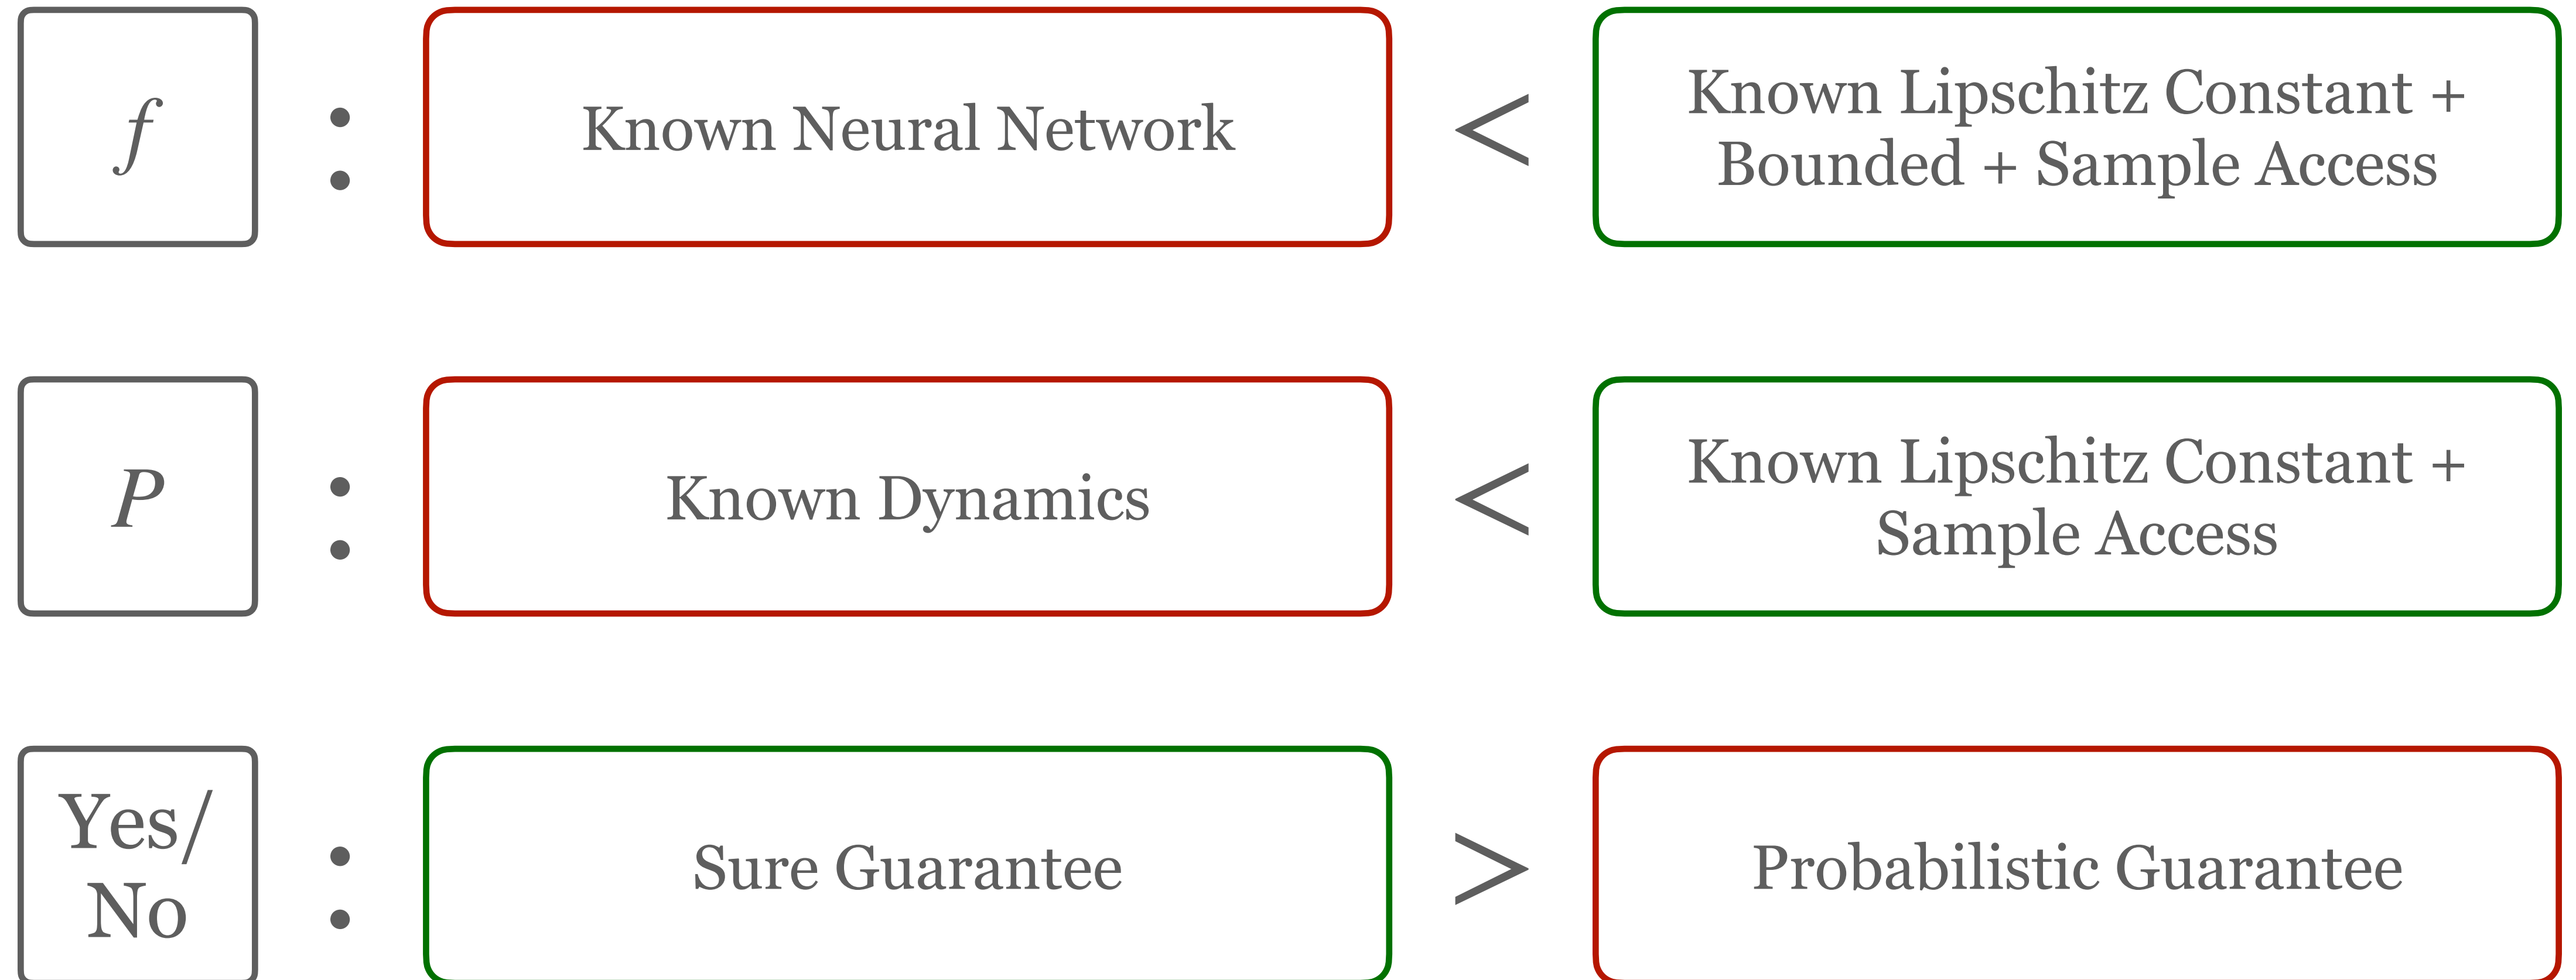 f : Known Neural Network < Known Lipschitz Constant +
Bounded + Sample Access
P : Known Dynamics < Known Lipschitz Constant +
Sample Access
Yes/
No : Sure Guarantee > Probabilistic Guarantee